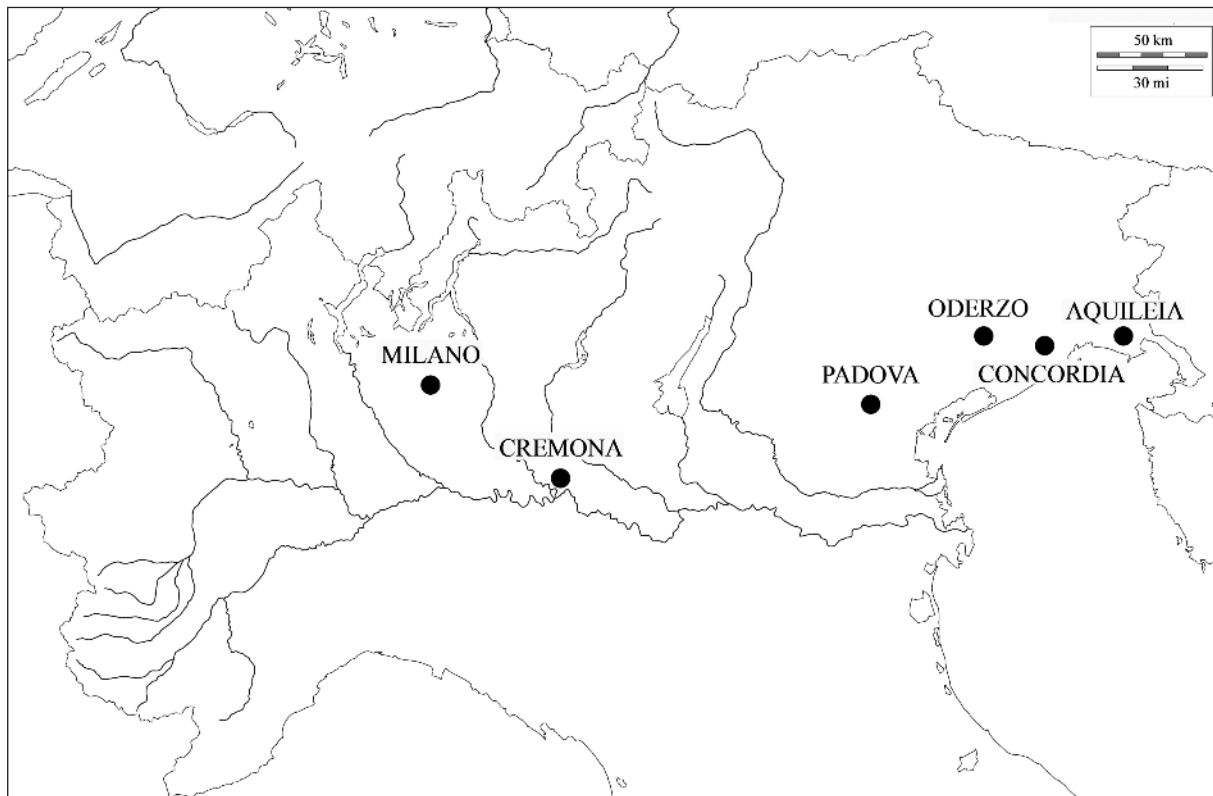 50 km
30 mi
ODERZO
AQUILEIA
MILANO
PADOVA
CONCORDIA
CREMONA